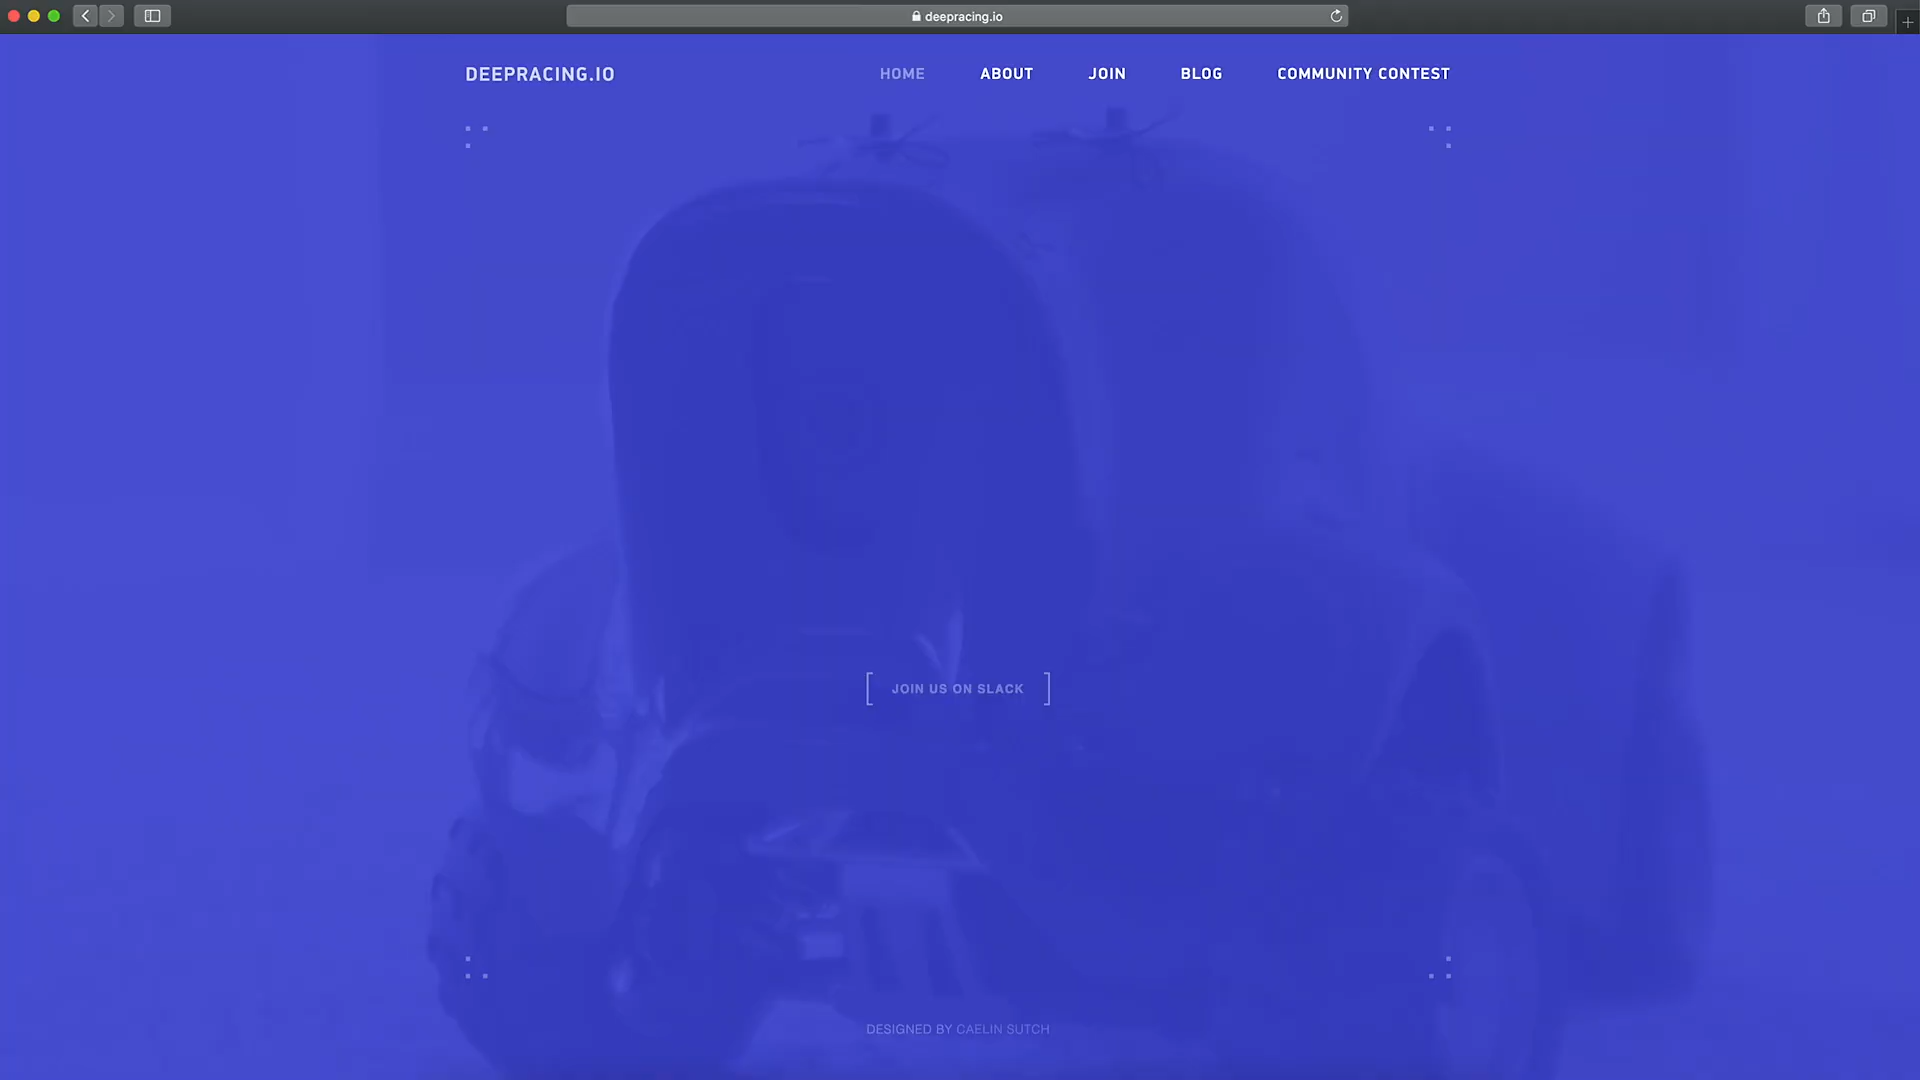 deepracing.io
DEEPRACING.IO
HOME ABOUT JOIN BLOG COMMUNITY CONTEST
JOIN US ON SLACK
DESIGNED BY CAELIN SUTCH